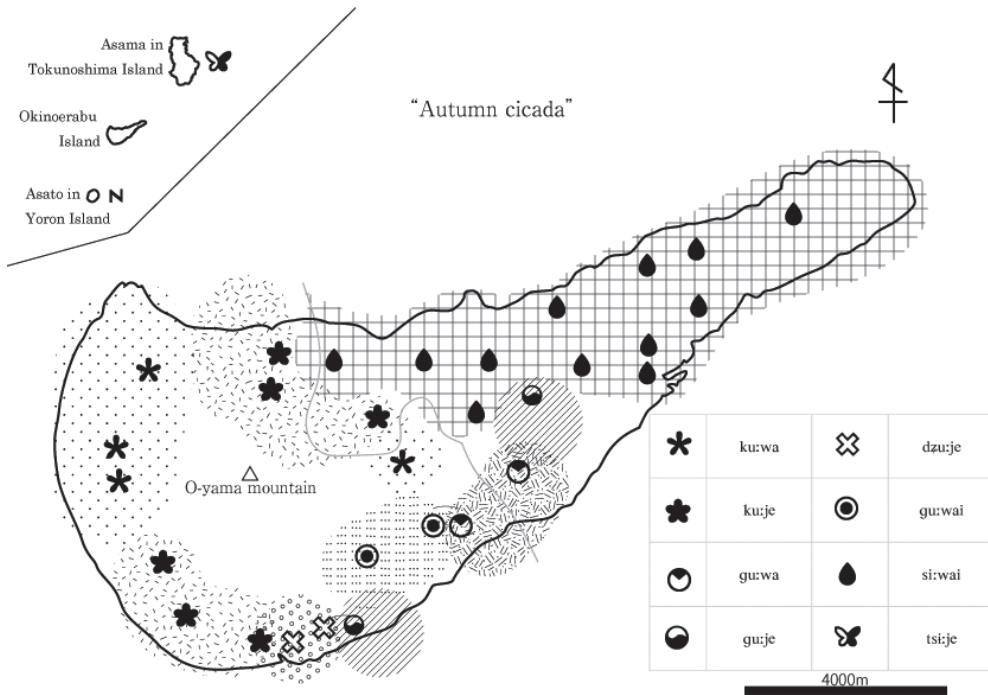 Asama in
Tokunoshima Island
Okinoerabu
Island
Asato in
Yoron Island
"Autumn cicada"
O-yama mountain
ku:wa
dzu:je
ku:je
gu:wai
gu:wa
si:wai
gu:je
tsi:je
4000m